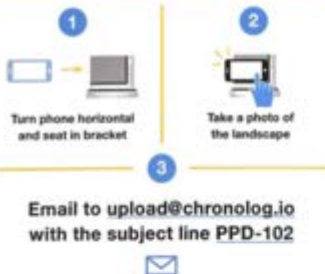 1
2
Turn phone horizontal
and seat in bracket
Take a photo of
the landscape
3
Email to upload@chronolog.io
with the subject line PPD-102